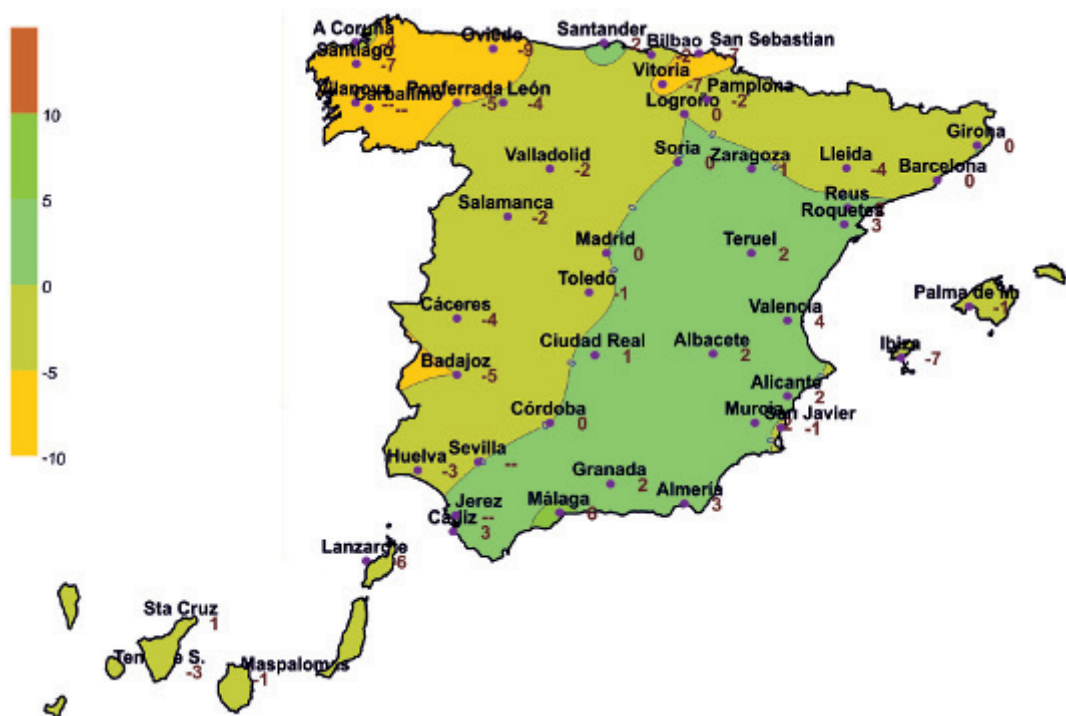 A Coruña -4
Oviedo -9
Santander 2
Bilbao -2
San Sebastian
Santiago -7
Vitoria -7
Vilanova --
Carballino --
Ponferrada -5
León -4
Pamplona -2
Logroño 0
10
Valladolid -2
Soria 0
Zaragoza
Lleida -4
Girona 0
Barcelona 0
5
Salamanca -2
Reus
Roquetes 3
Madrid 0
Teruel 2
0
Toledo -1
Cáceres -4
Valencia 4
Palma de M. -1
Ciudad Real 1
Albacete 2
Ibiza -7
-5
Badajoz -5
Alicante 2
Córdoba 0
Murcia
San Javier -1
-10
Huelva -3
Sevilla --
Granada 2
Jerez --
Málaga
Almería 3
Cádiz 3
Lanzarote
Sta Cruz 1
-3
Maspalomas -1